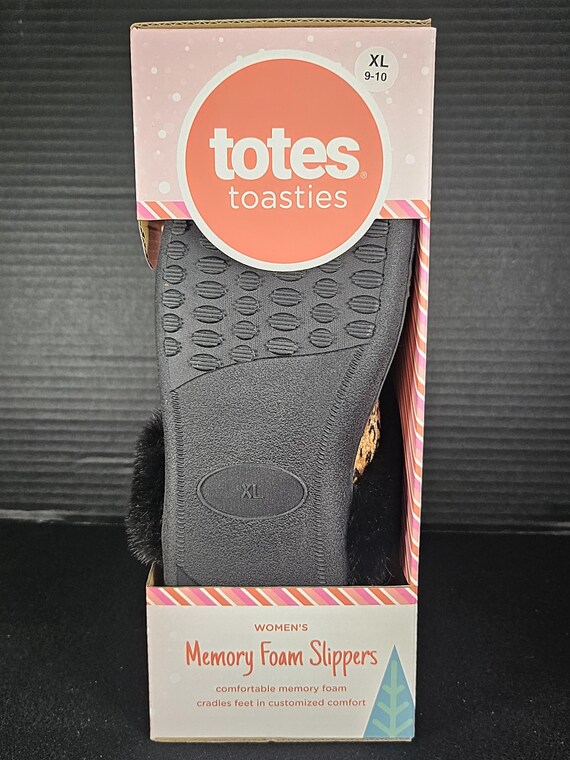 XL
9-10
totes®
toasties
XL
WOMEN'S
Memory Foam Slippers
comfortable memory foam
cradles feet in customized comfort